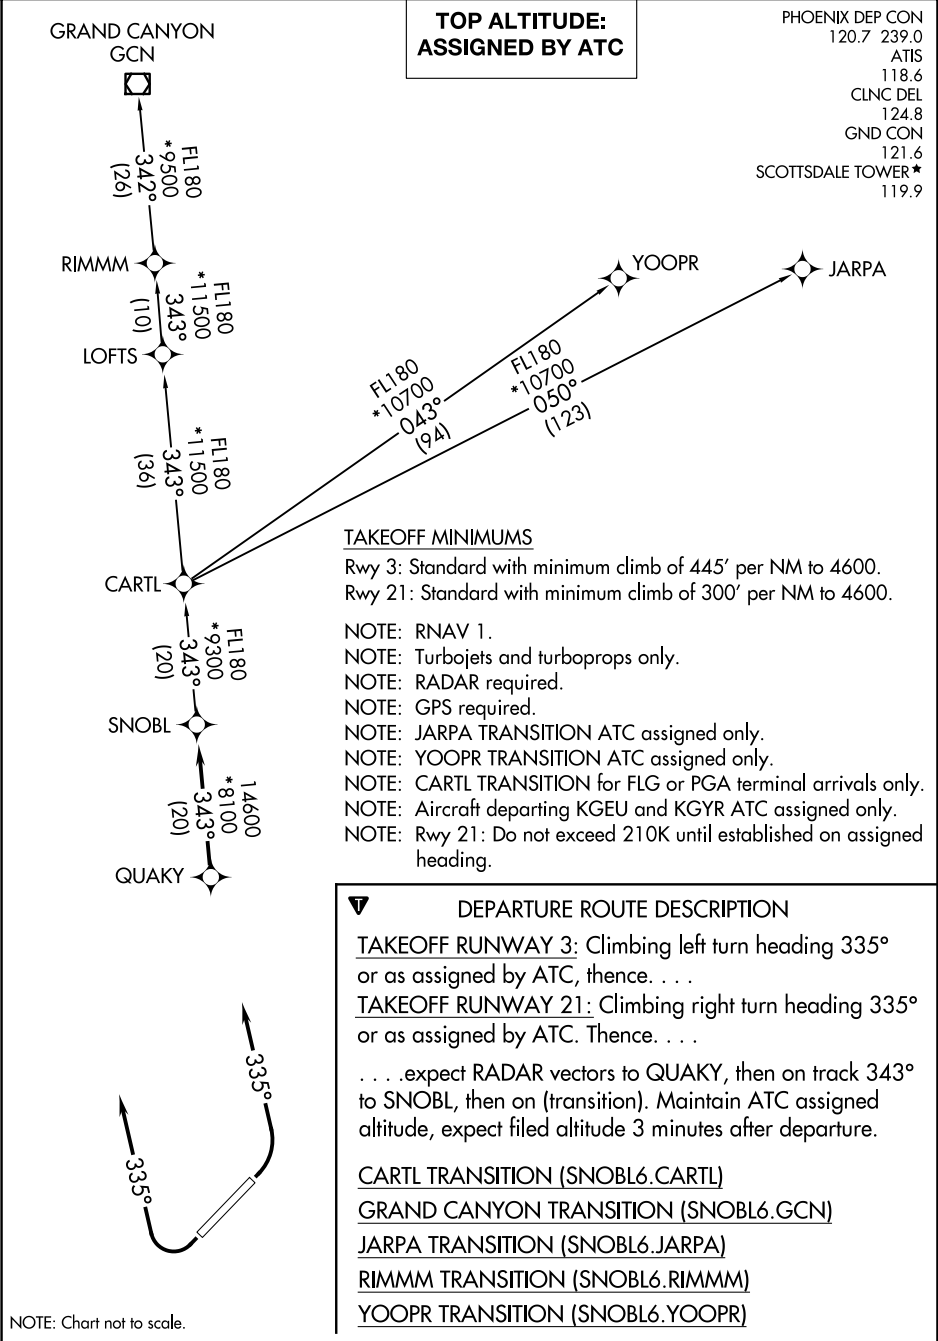 TOP ALTITUDE:
ASSIGNED BY ATC
PHOENIX DEP CON
120.7 239.0
ATIS
118.6
CLNC DEL
124.8
GND CON
121.6
SCOTTSDALE TOWER★
119.9
GRAND CANYON
GCN
FL180
*9500
342°
(26)
RIMMM
FL180
*11500
343°
(10)
LOFTS
FL180
*11500
343°
(36)
YOOPR
JARPA
FL180
*10700
043°
(94)
FL180
*10700
050°
(123)
CARTL
FL180
*9300
343°
(20)
SNOBL
14600
*8100
343°
(20)
QUAKY
TAKEOFF MINIMUMS
Rwy 3: Standard with minimum climb of 445' per NM to 4600.
Rwy 21: Standard with minimum climb of 300' per NM to 4600.
NOTE: RNAV 1.
NOTE: Turbojets and turboprops only.
NOTE: RADAR required.
NOTE: GPS required.
NOTE: JARPA TRANSITION ATC assigned only.
NOTE: YOOPR TRANSITION ATC assigned only.
NOTE: CARTL TRANSITION for FLG or PGA terminal arrivals only.
NOTE: Aircraft departing KGEU and KGYR ATC assigned only.
NOTE: Rwy 21: Do not exceed 210K until established on assigned
heading.
T
DEPARTURE ROUTE DESCRIPTION
TAKEOFF RUNWAY 3: Climbing left turn heading 335°
or as assigned by ATC, thence. . . .
TAKEOFF RUNWAY 21: Climbing right turn heading 335°
or as assigned by ATC. Thence. . . .
. . . .expect RADAR vectors to QUAKY, then on track 343°
to SNOBL, then on (transition). Maintain ATC assigned
altitude, expect filed altitude 3 minutes after departure.
CARTL TRANSITION (SNOBL6.CARTL)
GRAND CANYON TRANSITION (SNOBL6.GCN)
JARPA TRANSITION (SNOBL6.JARPA)
RIMMM TRANSITION (SNOBL6.RIMMM)
YOOPR TRANSITION (SNOBL6.YOOPR)
335°
335°
NOTE: Chart not to scale.